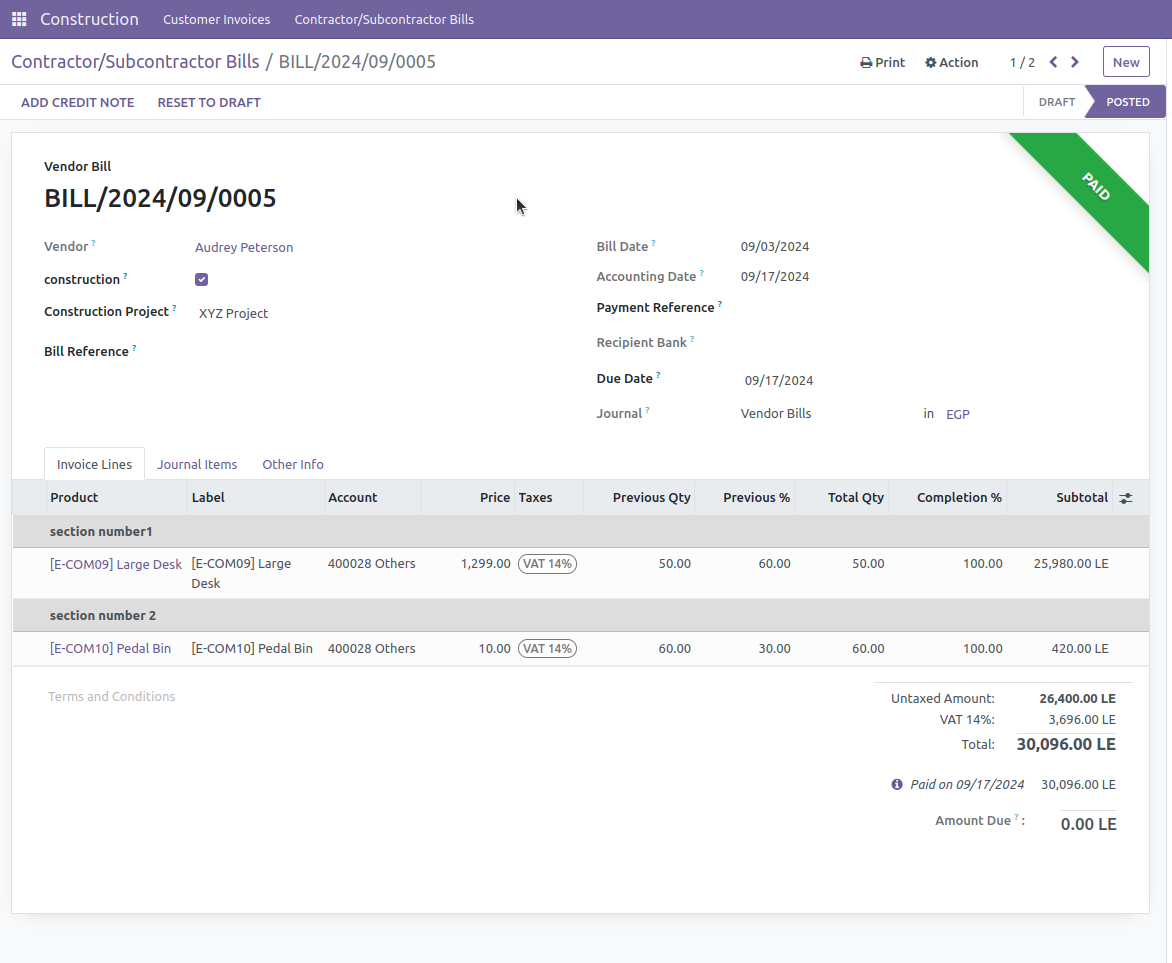 Construction Customer Invoices Contractor/Subcontractor Bills
Contractor/Subcontractor Bills / BILL/2024/09/0005 Print Action 1 / 2 New
ADD CREDIT NOTE RESET TO DRAFT DRAFT POSTED
PAID
Vendor Bill
BILL/2024/09/0005
Vendor ? Audrey Peterson
construction ?
Construction Project ? XYZ Project
Bill Reference ?
Bill Date ? 09/03/2024
Accounting Date ? 09/17/2024
Payment Reference ?
Recipient Bank ?
Due Date ? 09/17/2024
Journal ? Vendor Bills in EGP
Invoice Lines Journal Items Other Info
Product Label Account Price Taxes Previous Qty Previous % Total Qty Completion % Subtotal
section number1
[E-COM09] Large Desk [E-COM09] Large 400028 Others 1,299.00 VAT 14% 50.00 60.00 50.00 100.00 25,980.00 LE
Desk
section number 2
[E-COM10] Pedal Bin [E-COM10] Pedal Bin 400028 Others 10.00 VAT 14% 60.00 30.00 60.00 100.00 420.00 LE
Terms and Conditions
Untaxed Amount: 26,400.00 LE
VAT 14%: 3,696.00 LE
Total: 30,096.00 LE
Paid on 09/17/2024 30,096.00 LE
Amount Due ? : 0.00 LE